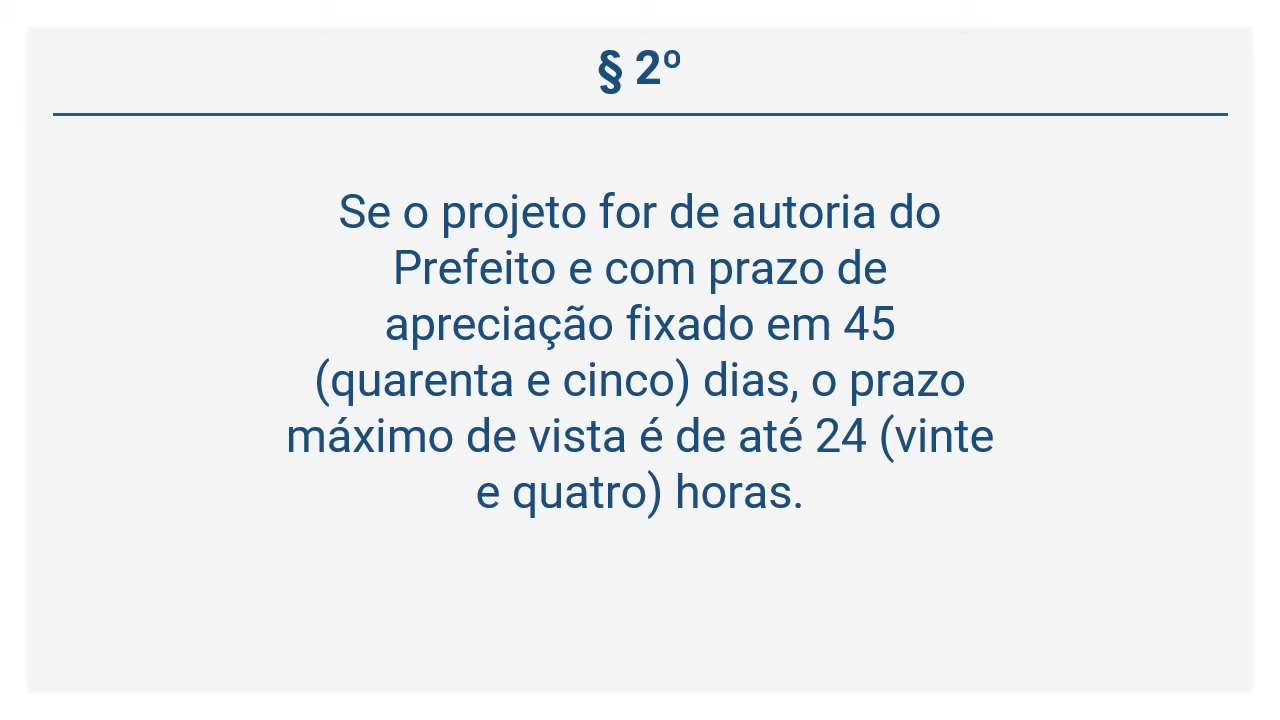 § 2º
Se o projeto for de autoria do
Prefeito e com prazo de
apreciação fixado em 45
(quarenta e cinco) dias, o prazo
máximo de vista é de até 24 (vinte
e quatro) horas.